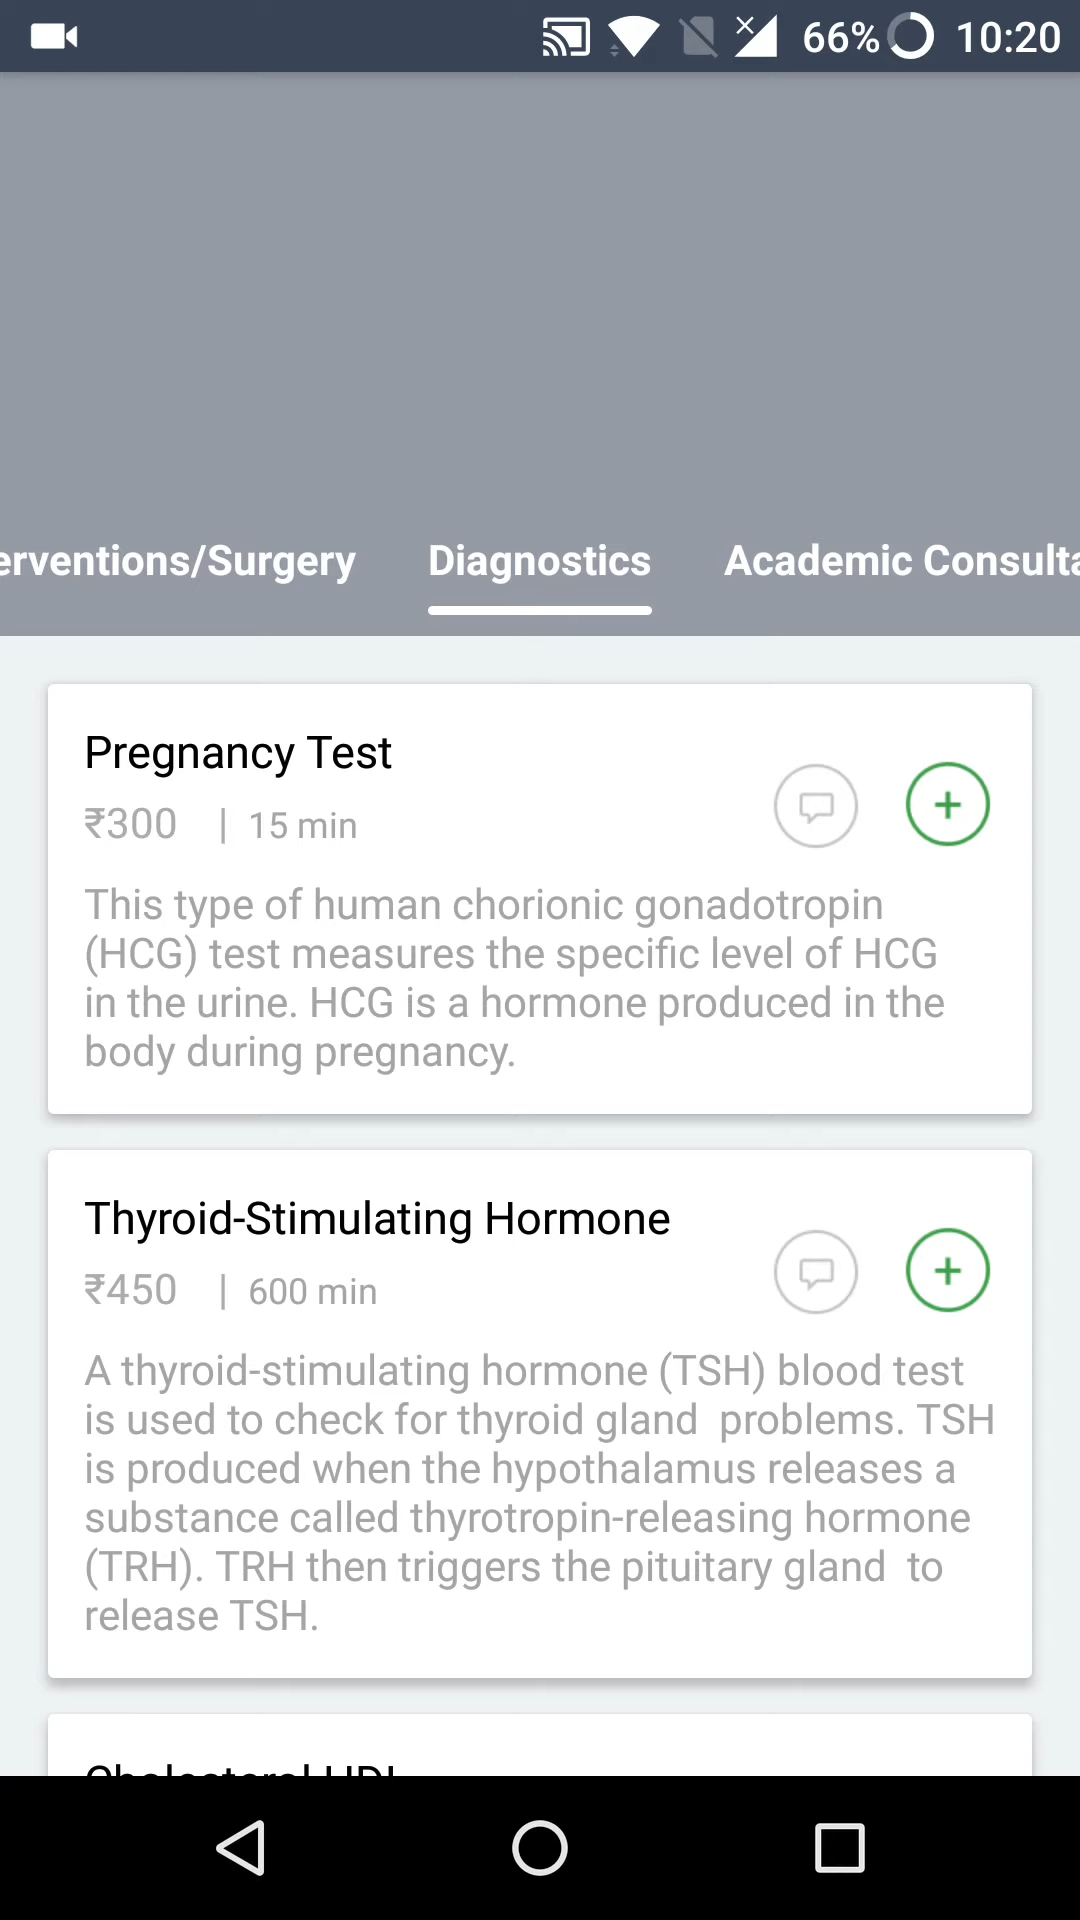 66% 10:20
erventions/Surgery Diagnostics Academic Consulta
Pregnancy Test
₹300 | 15 min
This type of human chorionic gonadotropin
(HCG) test measures the specific level of HCG
in the urine. HCG is a hormone produced in the
body during pregnancy.
Thyroid-Stimulating Hormone
₹450 | 600 min
A thyroid-stimulating hormone (TSH) blood test
is used to check for thyroid gland  problems. TSH
is produced when the hypothalamus releases a
substance called thyrotropin-releasing hormone
(TRH). TRH then triggers the pituitary gland  to
release TSH.
Cholesterol HDL